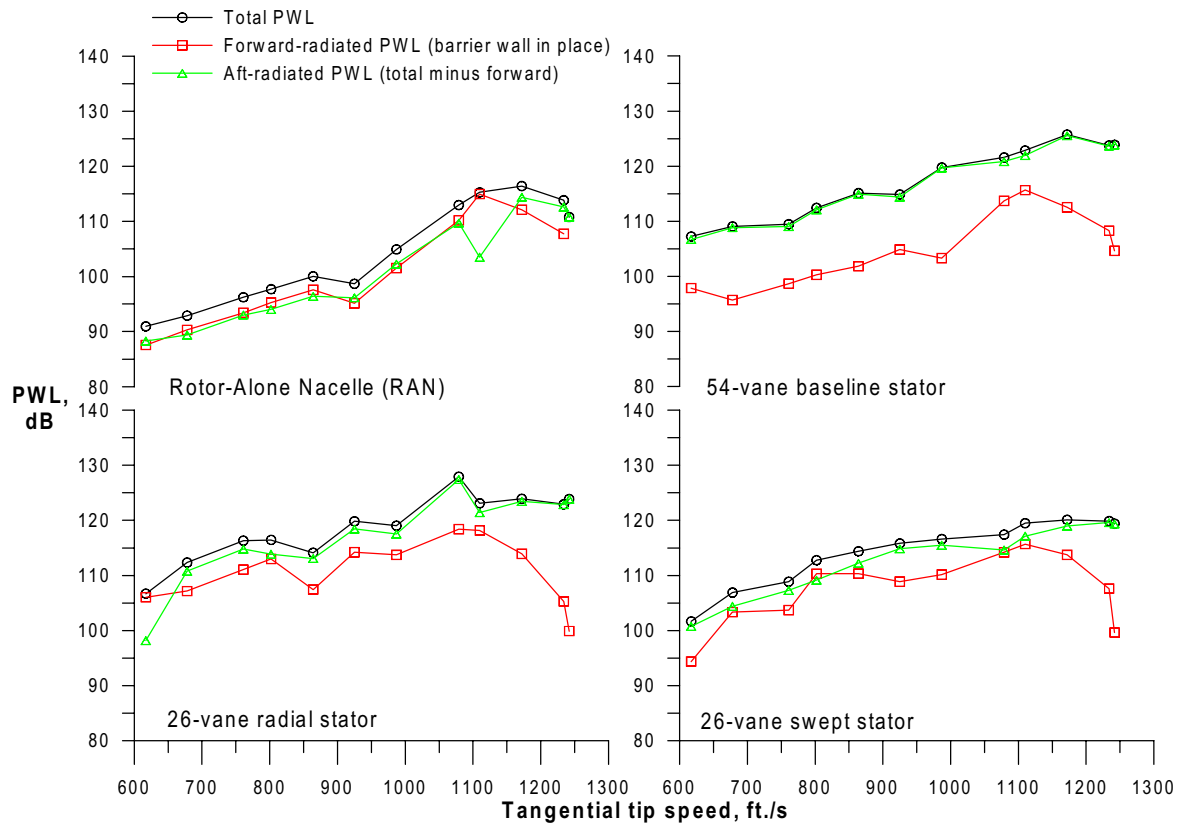 Total PWL
Forward-radiated PWL (barrier wall in place)
Aft-radiated PWL (total minus forward)
140
130
120
110
100
90
80
Rotor-Alone Nacelle (RAN)
140
130
120
110
100
90
80
54-vane baseline stator
PWL,
dB
140
130
120
110
100
90
80
26-vane radial stator
600 700 800 900 1000 1100 1200 1300
140
130
120
110
100
90
80
26-vane swept stator
600 700 800 900 1000 1100 1200 1300
Tangential tip speed, ft./s